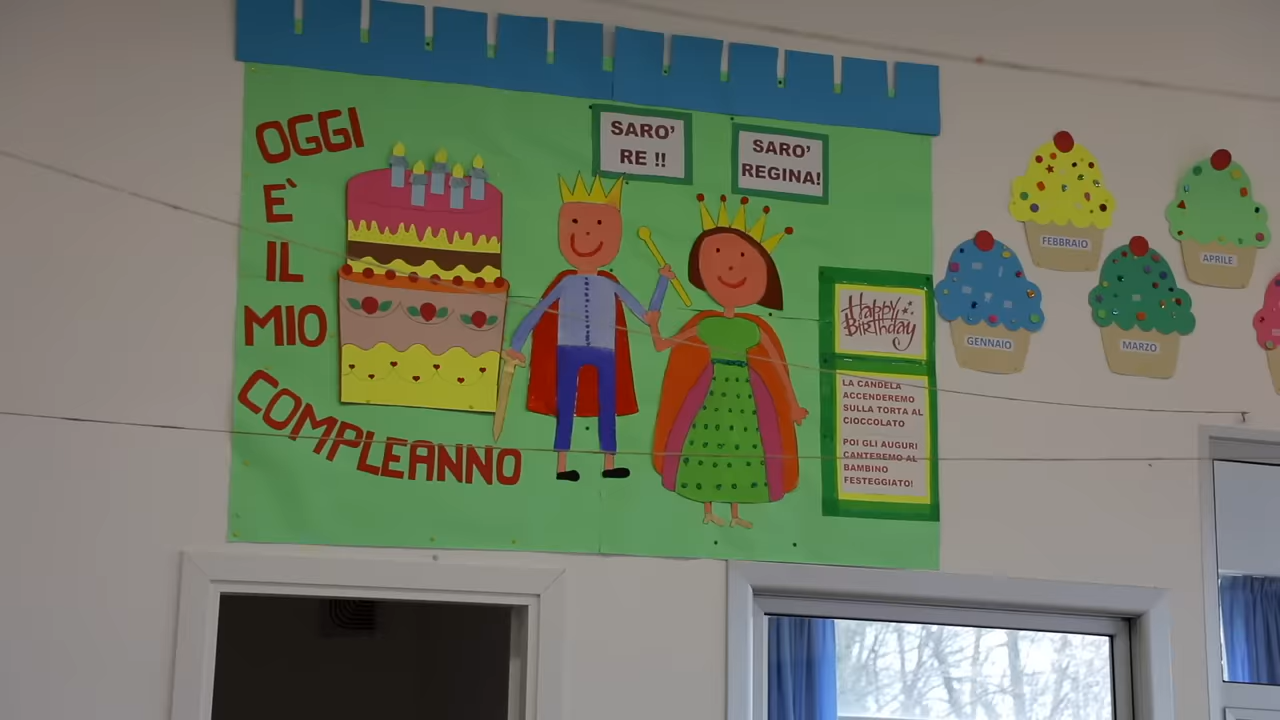 OGGI
È
IL
MIO
COMPLEANNO
SARO'
RE !!
SARO'
REGINA!
Happy
Birthday
LA CANDELA
ACCENDEREMO
SULLA TORTA AL
CIOCCOLATO
POI GLI AUGURI
CANTEREMO AL
BAMBINO
FESTEGGIATO!
GENNAIO
FEBBRAIO
MARZO
APRILE